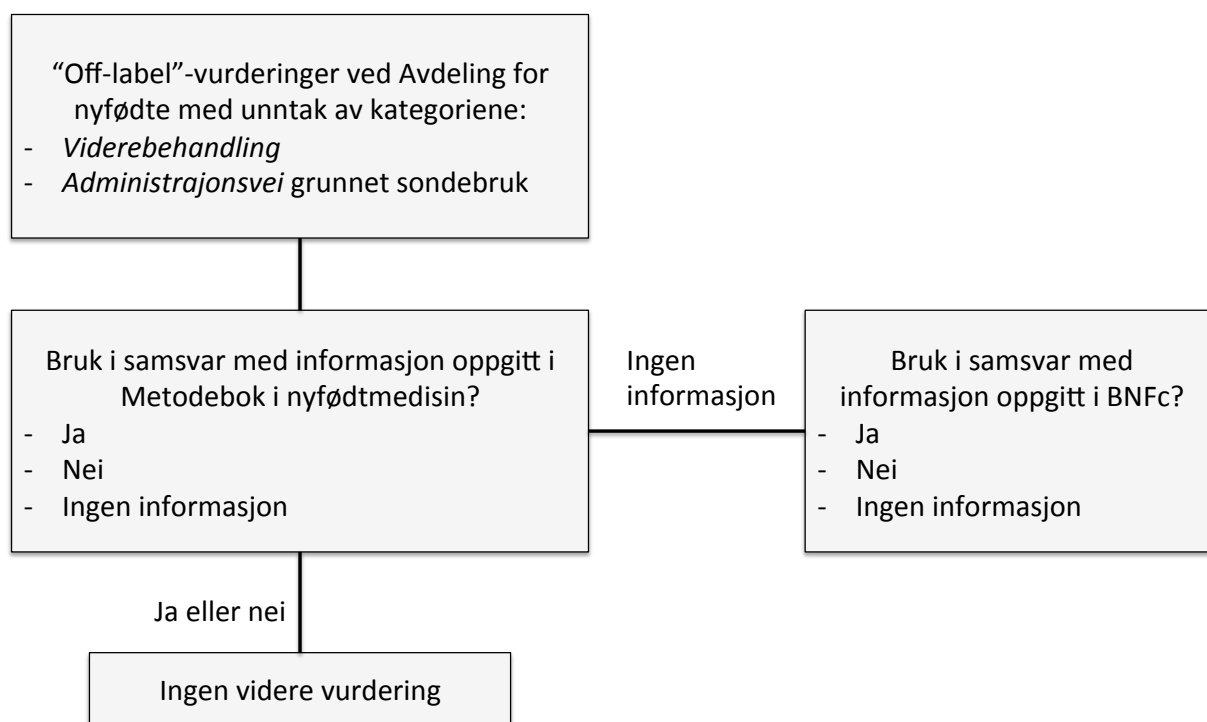 “Off-label”-vurderinger ved Avdeling for
nyfødte med unntak av kategoriene:
- Viderebehandling
- Administrajonsvei grunnet sondebruk
Bruk i samsvar med informasjon oppgitt i
Metodebok i nyfødtmedisin?
- Ja
- Nei
- Ingen informasjon
Ingen
informasjon
Bruk i samsvar med
informasjon oppgitt i BNFc?
- Ja
- Nei
- Ingen informasjon
Ja eller nei
Ingen videre vurdering